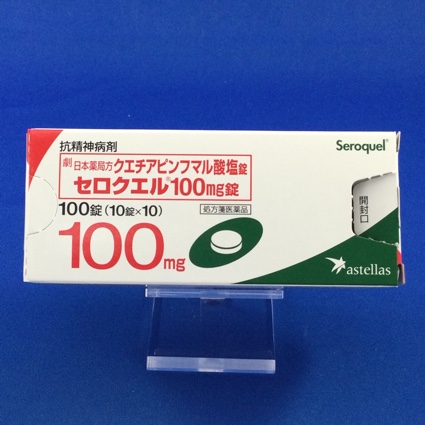 抗精神病剤
Seroquel®
劇 日本薬局方 クエチアピンフマル酸塩錠
セロクエル®100mg錠
100錠(10錠×10)
処方箋医薬品
開封口
100mg
astellas